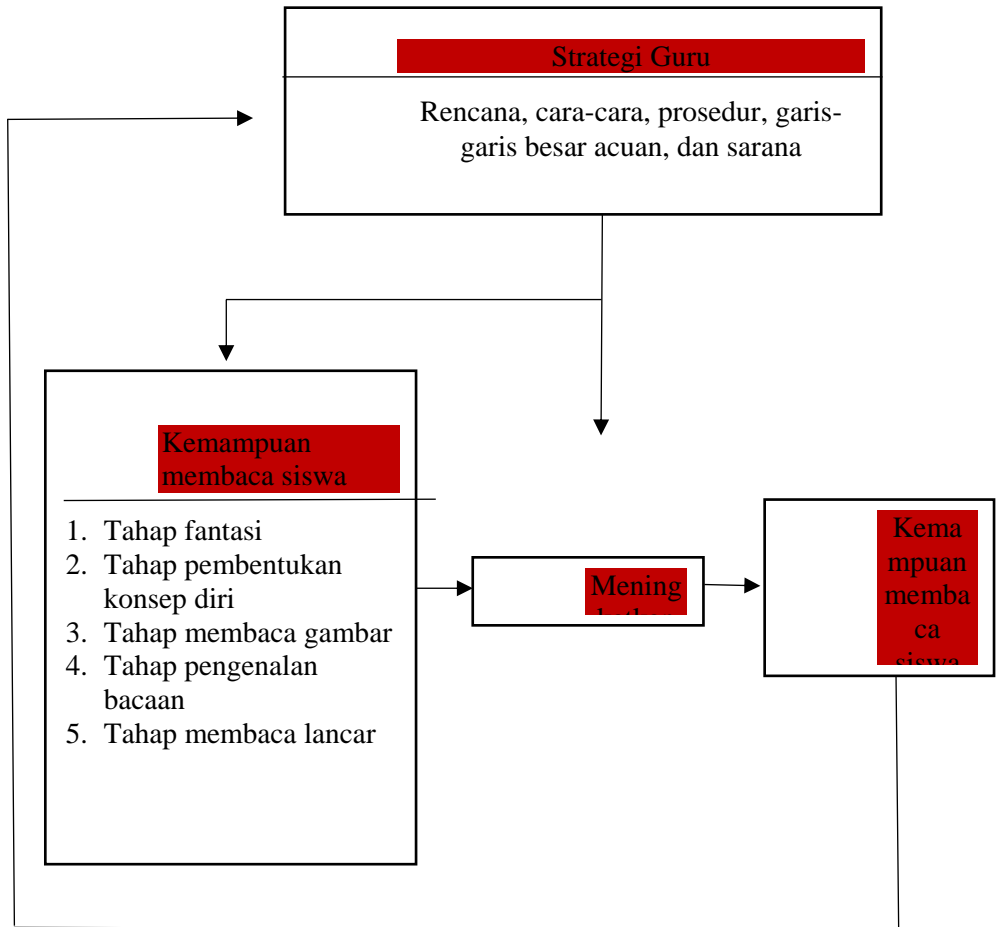 Strategi Guru
Rencana, cara-cara, prosedur, garis-
garis besar acuan, dan sarana
Kemampuan
membaca siswa
1. Tahap fantasi
2. Tahap pembentukan
konsep diri
3. Tahap membaca gambar
4. Tahap pengenalan
bacaan
5. Tahap membaca lancar
Mening
Kema
mpuan
memba
ca
siswa